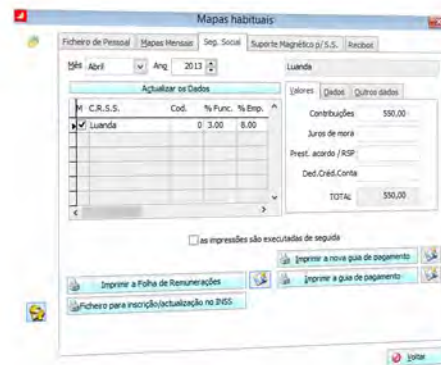 Mapas habituais
Ficheiro de Pessoal Mapas Mensais Seg. Social Suporte Magnético p/ S.S. Recibos
Mês Abril Ano 2013
Luanda
Actualizar os Dados
M C.R.S.S. Cod. % Func. % Emp.
Luanda 0 3.00 8.00
Valores Dados Outros dados
Contribuições 550,00
Juros de mora
Prest. acordo / RSP
Ded.Créd.Conta
TOTAL 550,00
as impressões são executadas de seguida
Imprimir a nova guia de pagamento
Imprimir a Folha de Remunerações
Imprimir a guia de pagamento
Ficheiro para inscrição/actualização no INSS
Voltar